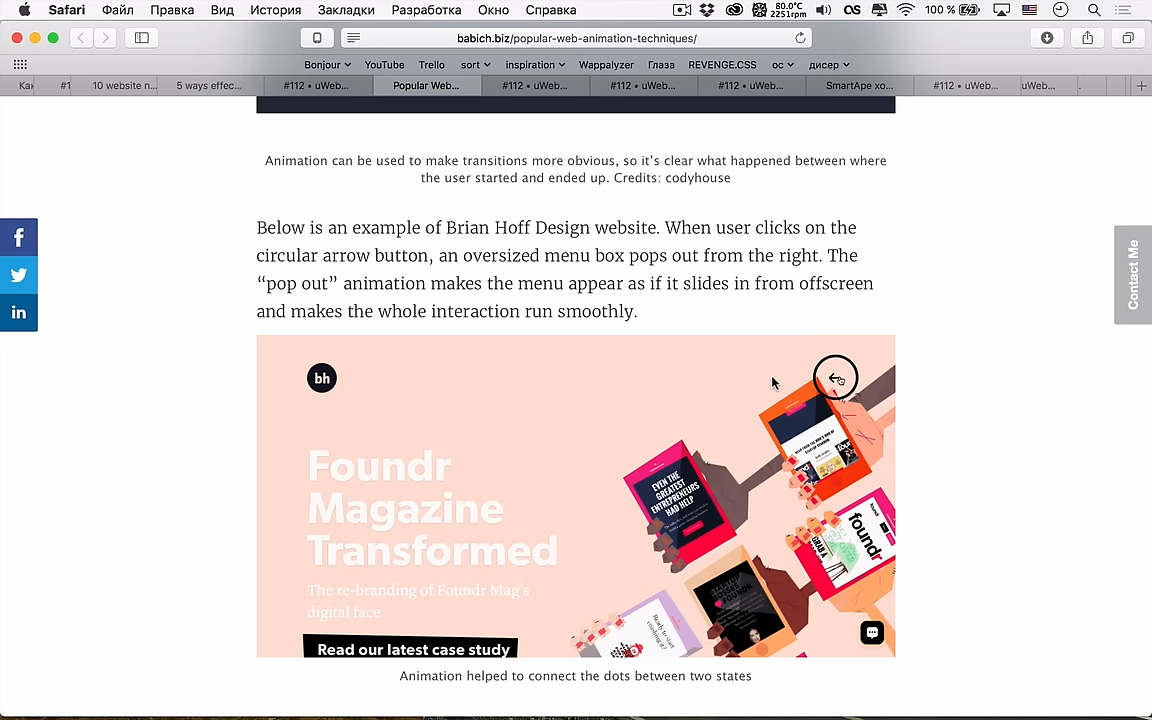 Safari Файл Правка Вид История Закладки Разработка Окно Справка 80.0°C 2251rpm 100 %
babich.biz/popular-web-animation-techniques/
Bonjour YouTube Trello sort inspiration Wappalyzer Глаза REVENGE.CSS ос дисер
#1 10 website n... 5 ways effec... #112 • uWeb... Popular Web... #112 • uWeb... #112 • uWeb... #112 • uWeb... SmartApe хо... #112 • uWeb... uWeb...
Animation can be used to make transitions more obvious, so it’s clear what happened between where
the user started and ended up. Credits: codyhouse
Below is an example of Brian Hoff Design website. When user clicks on the
circular arrow button, an oversized menu box pops out from the right. The
“pop out” animation makes the menu appear as if it slides in from offscreen
and makes the whole interaction run smoothly.
Contact Me
bh
Foundr
Magazine
Transformed
The re-branding of Foundr Mag's
digital face
Read our latest case study
EVEN THE
GREATEST
ENTREPRENEURS
HAD HELP
foundr
GRAB A
Ready to start
crushing it?
Animation helped to connect the dots between two states